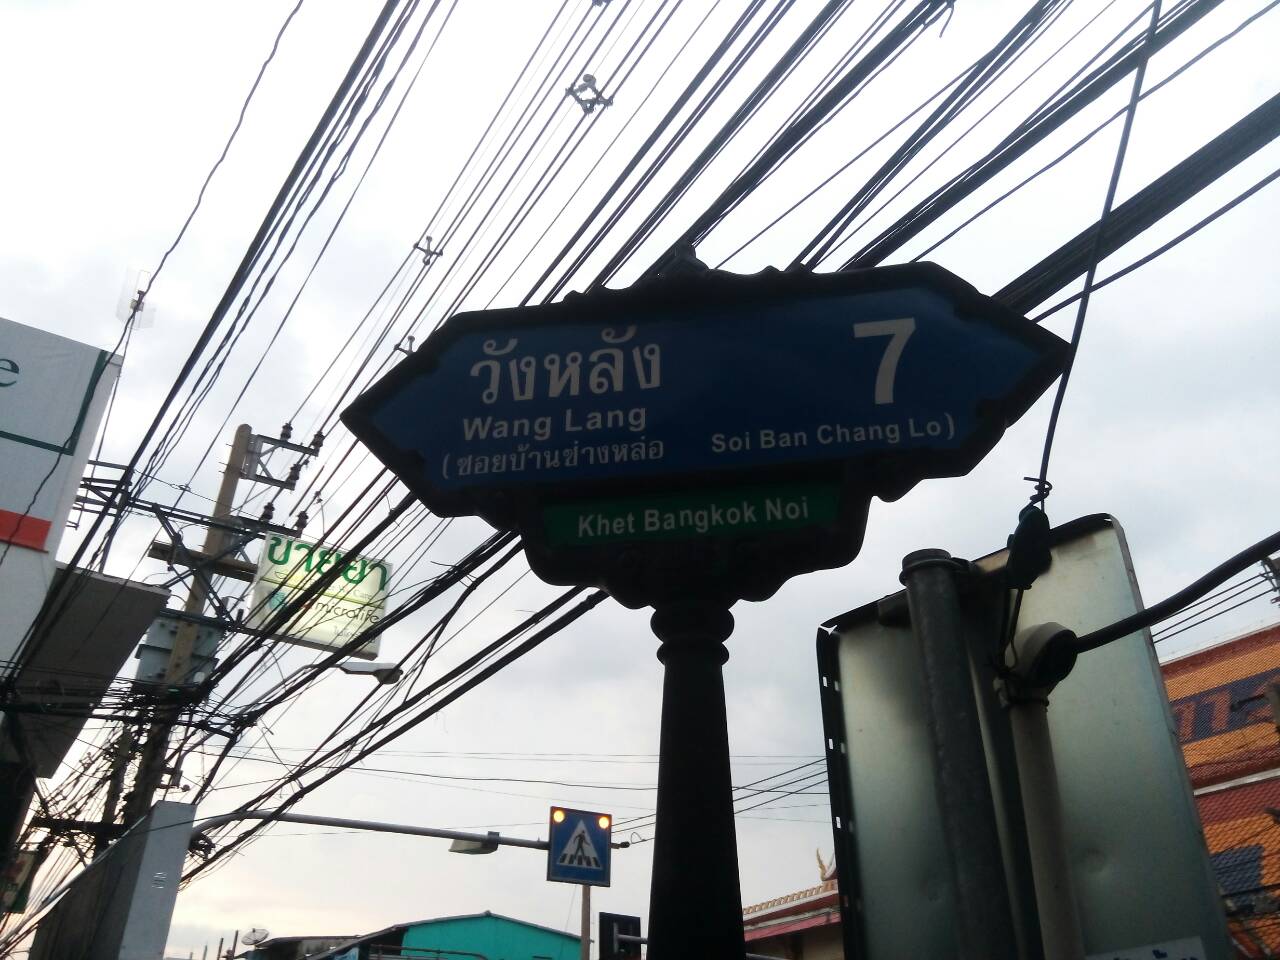 วังหลัง 7
Wang Lang
(ซอยบ้านช่างหล่อ Soi Ban Chang Lo)
Khet Bangkok Noi
ขายยา
microlife
e